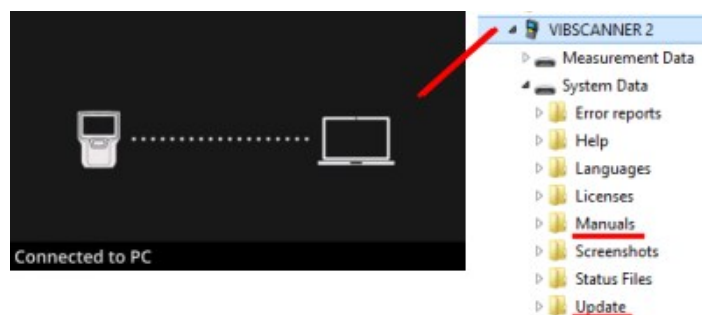 Connected to PC
VIBSCANNER 2
Measurement Data
System Data
Error reports
Help
Languages
Licenses
Manuals
Screenshots
Status Files
Update